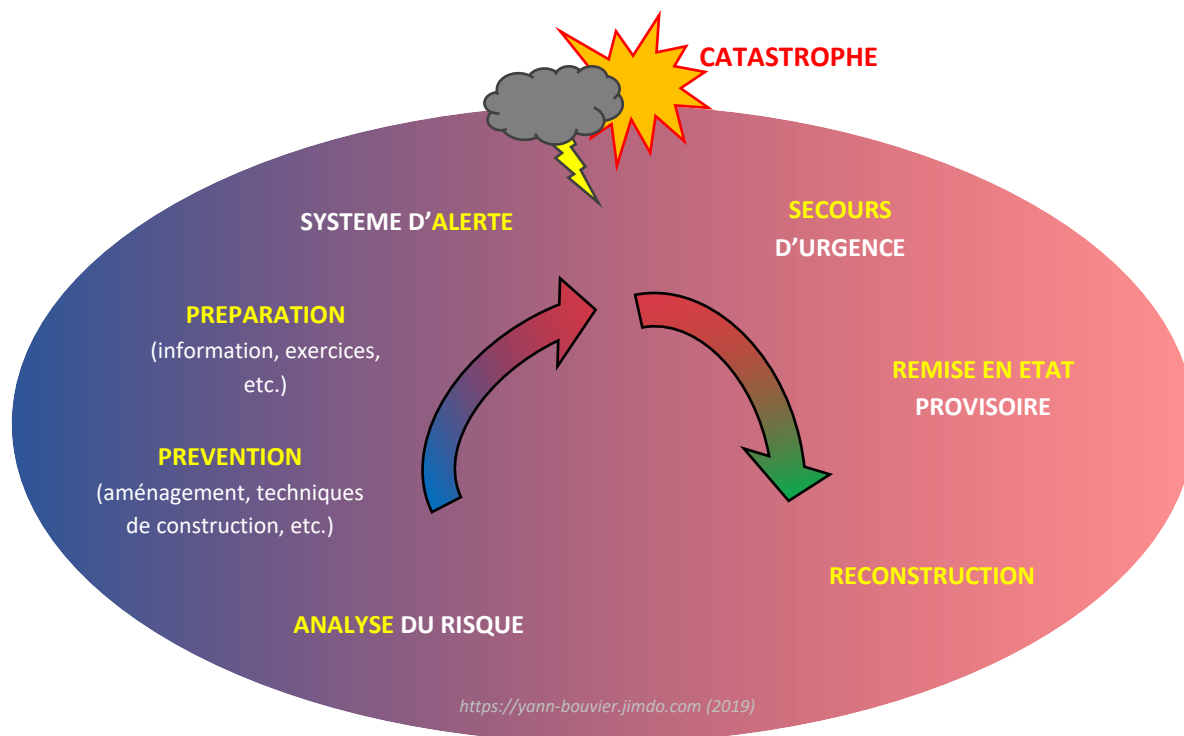 CATASTROPHE
SYSTEME D’ALERTE
SECOURS
D’URGENCE
PREPARATION
(information, exercices,
etc.)
REMISE EN ETAT
PROVISOIRE
PREVENTION
(aménagement, techniques
de construction, etc.)
RECONSTRUCTION
ANALYSE DU RISQUE
https://yann-bouvier.jimdo.com (2019)